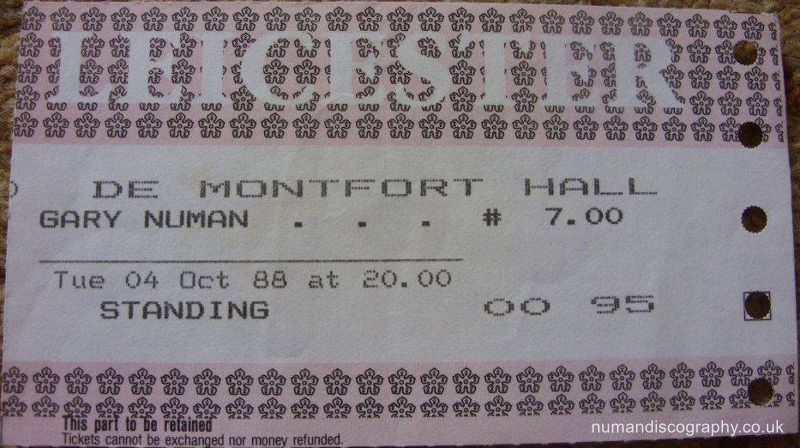 LEICESTER
DE MONTFORT HALL
GARY NUMAN . . . # 7.00
Tue 04 Oct 88 at 20.00
STANDING 00 95
This part to be retained
Tickets cannot be exchanged nor money refunded.
numandiscography.co.uk